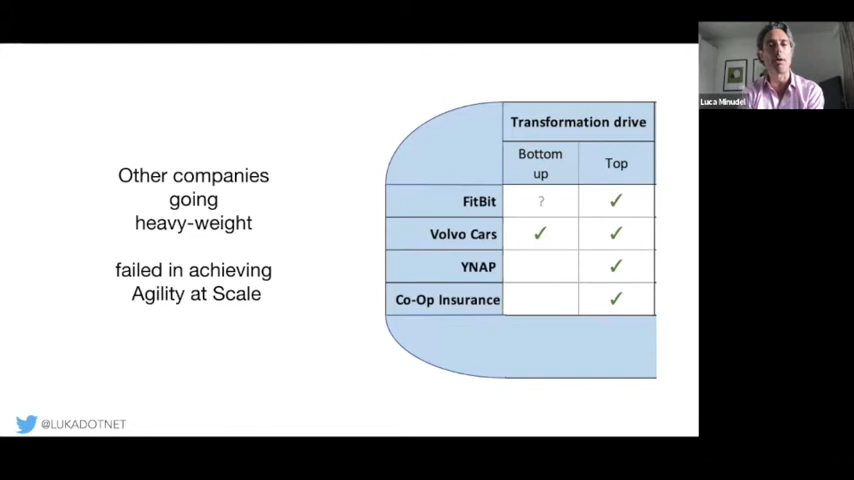 Other companies
going
heavy-weight
failed in achieving
Agility at Scale
Transformation drive
Bottom up
Top
FitBit ? ✓
Volvo Cars ✓ ✓
YNAP ✓
Co-Op Insurance ✓
@LUKADOTNET
Luca Minudel